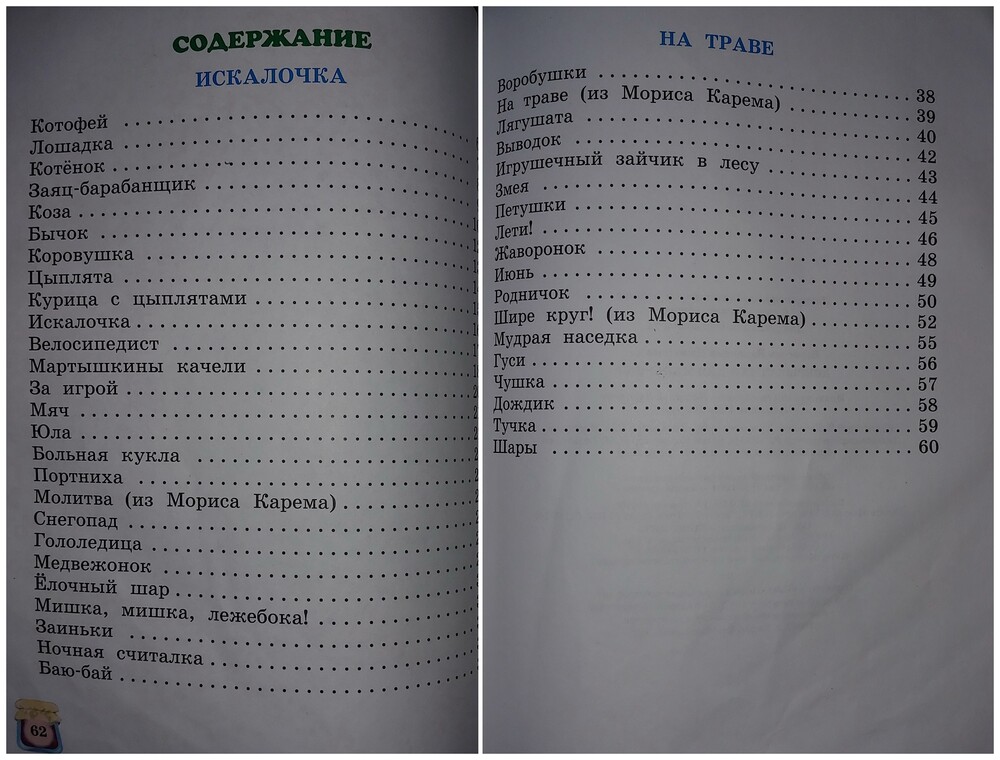 СОДЕРЖАНИЕ
ИСКАЛОЧКА
Котофей
Лошадка
Котёнок
Заяц-барабанщик
Коза
Бычок
Коровушка
Цыплята
Курица с цыплятами
Искалочка
Велосипедист
Мартышкины качели
За игрой
Мяч
Юла
Больная кукла
Портниха
Молитва (из Мориса Карема)
Снегопад
Гололедица
Медвежонок
Ёлочный шар
Мишка, мишка, лежебока!
Заиньки
Ночная считалка
Баю-бай
62
НА ТРАВЕ
Воробушки 38
На траве (из Мориса Карема) 39
Лягушата 40
Выводок 42
Игрушечный зайчик в лесу 43
Змея 44
Петушки 45
Лети! 46
Жаворонок 48
Июнь 49
Родничок 50
Шире круг! (из Мориса Карема) 52
Мудрая наседка 55
Гуси 56
Чушка 57
Дождик 58
Тучка 59
Шары 60